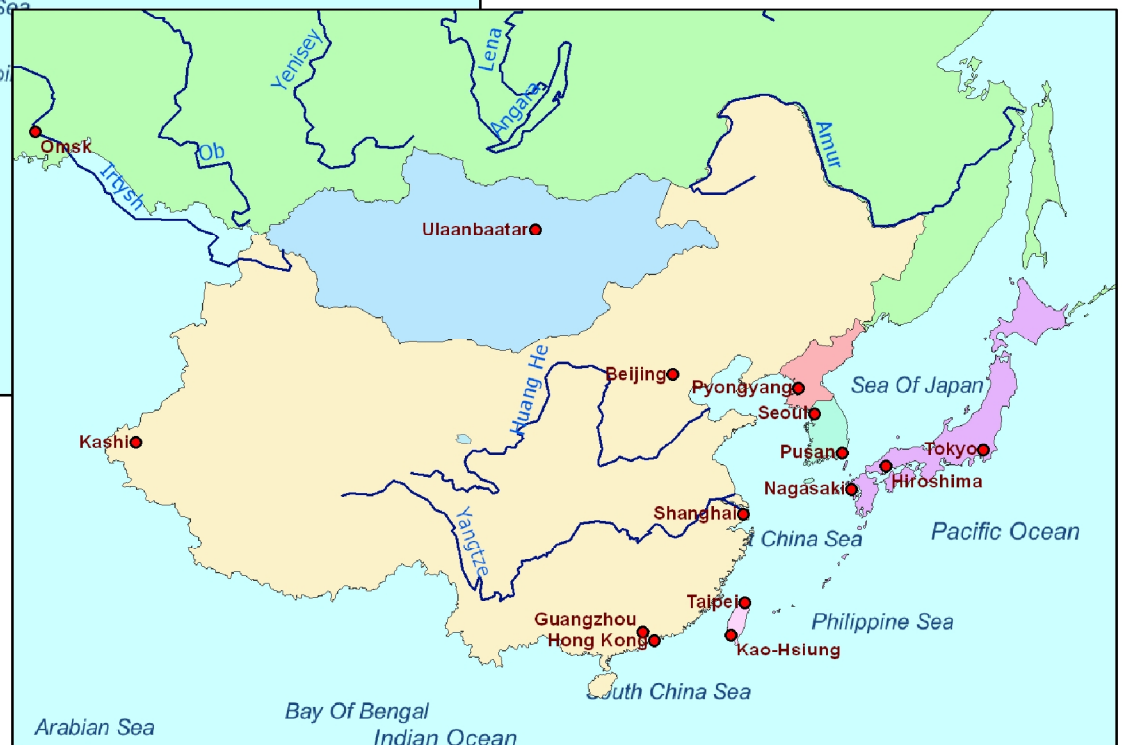 Sea
Yenisey
Lena
Angara
Omsk
Ob
Irtysh
Amur
Ulaanbaatar
Huang He
Beijing
Pyongyang
Sea Of Japan
Seoul
Kashi
Pusan
Tokyo
Nagasaki
Hiroshima
Yangtze
Shanghai
t China Sea
Pacific Ocean
Taipei
Guangzhou
Philippine Sea
Hong Kong
Kao-Hsiung
South China Sea
Bay Of Bengal
Arabian Sea
Indian Ocean